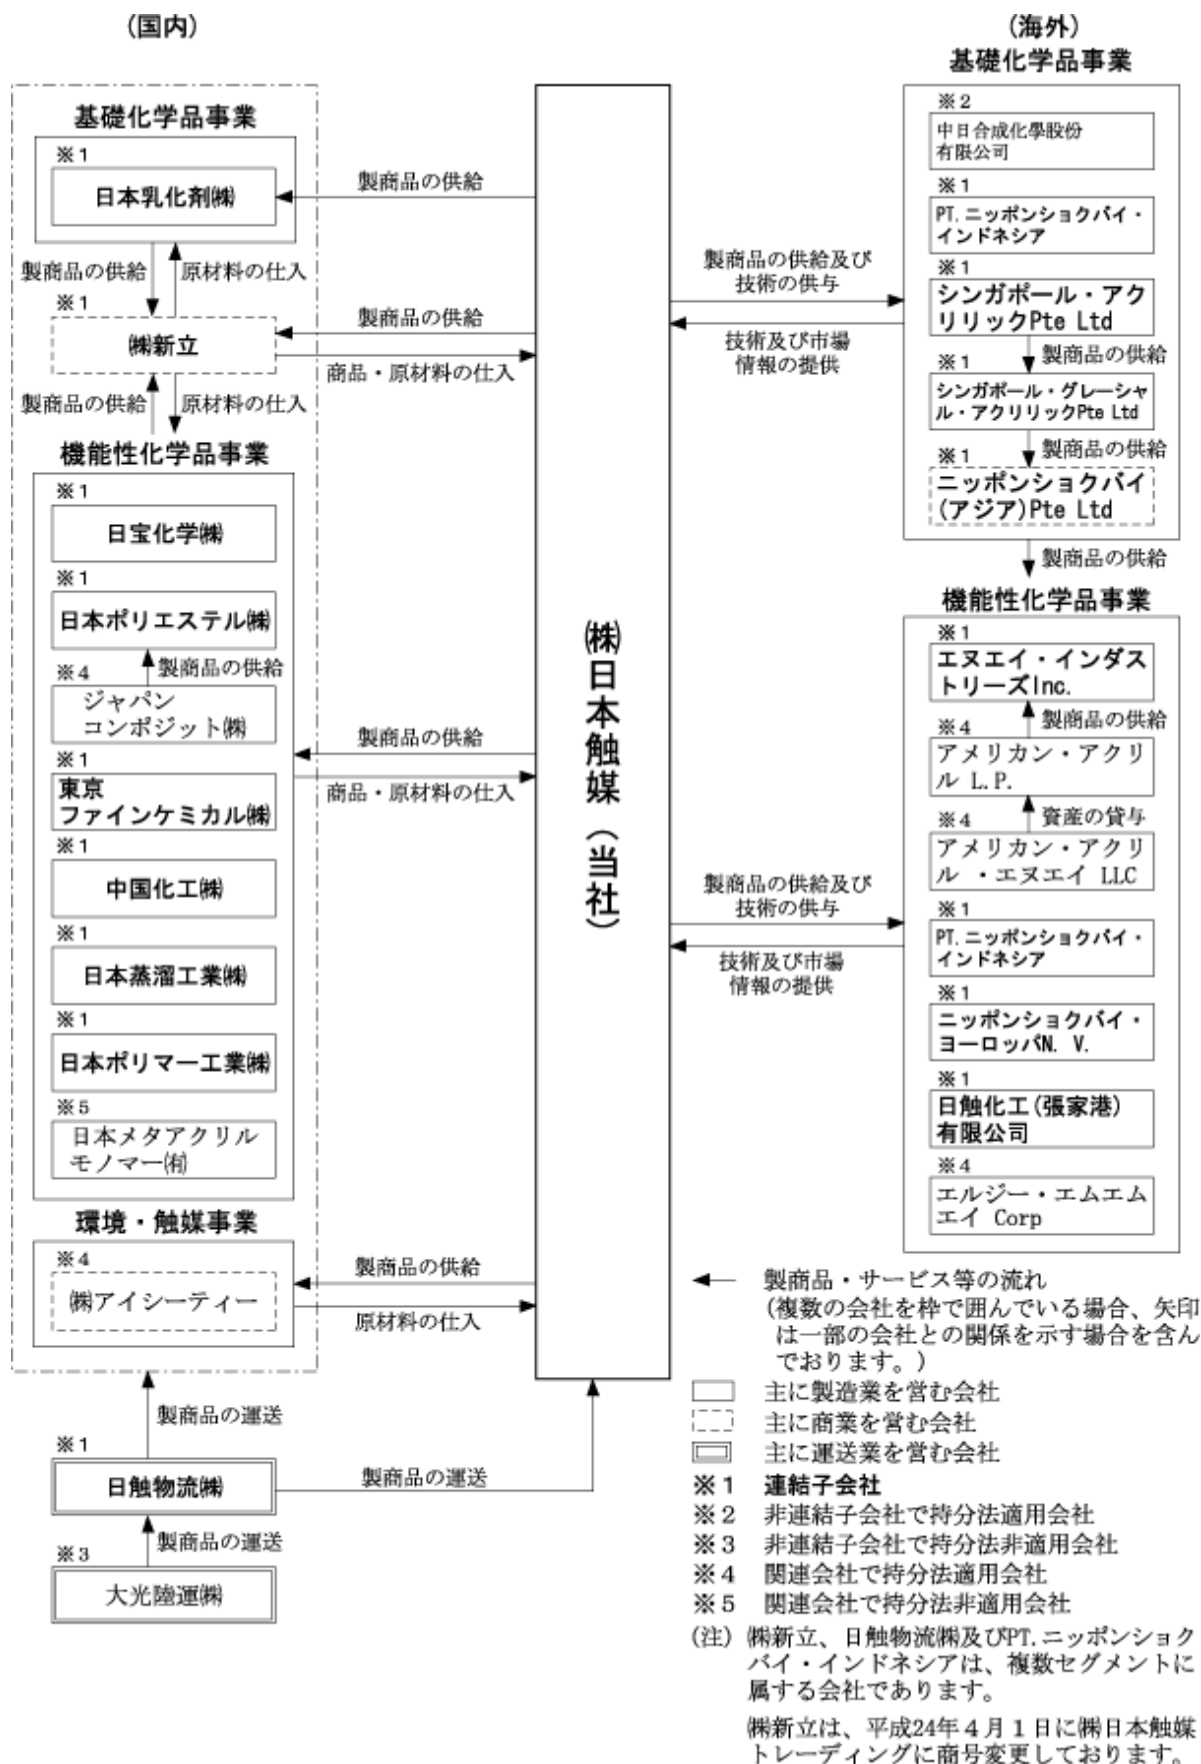 (国内)
基礎化学品事業
※1
日本乳化剤㈱
製商品の供給
製商品の供給
原材料の仕入
※1
㈱新立
製商品の供給
商品・原材料の仕入
製商品の供給
原材料の仕入
機能性化学品事業
※1
日宝化学㈱
※1
日本ポリエステル㈱
製商品の供給
※4
ジャパン
コンポジット㈱
※1
東京
ファインケミカル㈱
製商品の供給
商品・原材料の仕入
※1
中国化工㈱
※1
日本蒸溜工業㈱
※1
日本ポリマー工業㈱
※5
日本メタアクリル
モノマー㈲
環境・触媒事業
※4
㈱アイシーティー
製商品の供給
原材料の仕入
製商品の運送
※1
日触物流㈱
製商品の運送
製商品の運送
※3
大光陸運㈱
㈱日本触媒(当社)
(海外)
基礎化学品事業
※2
中日合成化學股份
有限公司
※1
PT.ニッポンショクバイ・
インドネシア
製商品の供給及び
技術の供与
技術及び市場
情報の提供
※1
シンガポール・アク
リリックPte Ltd
製商品の供給
※1
シンガポール・グレーシャ
ル・アクリリックPte Ltd
製商品の供給
※1
ニッポンショクバイ
(アジア)Pte Ltd
製商品の供給
機能性化学品事業
※1
エヌエイ・インダス
トリーズInc.
製商品の供給
※4
アメリカン・アクリ
ル L.P.
資産の貸与
※4
アメリカン・アクリ
ル ・エヌエイ LLC
製商品の供給及び
技術の供与
技術及び市場
情報の提供
※1
PT.ニッポンショクバイ・
インドネシア
※1
ニッポンショクバイ・
ヨーロッパN. V.
※1
日触化工(張家港)
有限公司
※4
エルジー・エムエム
エイ Corp
製商品・サービス等の流れ
(複数の会社を枠で囲んでいる場合、矢印
は一部の会社との関係を示す場合を含ん
でおります。)
主に製造業を営む会社
主に商業を営む会社
主に運送業を営む会社
※1 連結子会社
※2 非連結子会社で持分法適用会社
※3 非連結子会社で持分法非適用会社
※4 関連会社で持分法適用会社
※5 関連会社で持分法非適用会社
(注) ㈱新立、日触物流㈱及びPT.ニッポンショク
バイ・インドネシアは、複数セグメントに
属する会社であります。
㈱新立は、平成24年4月1日に㈱日本触媒
トレーディングに商号変更しております。